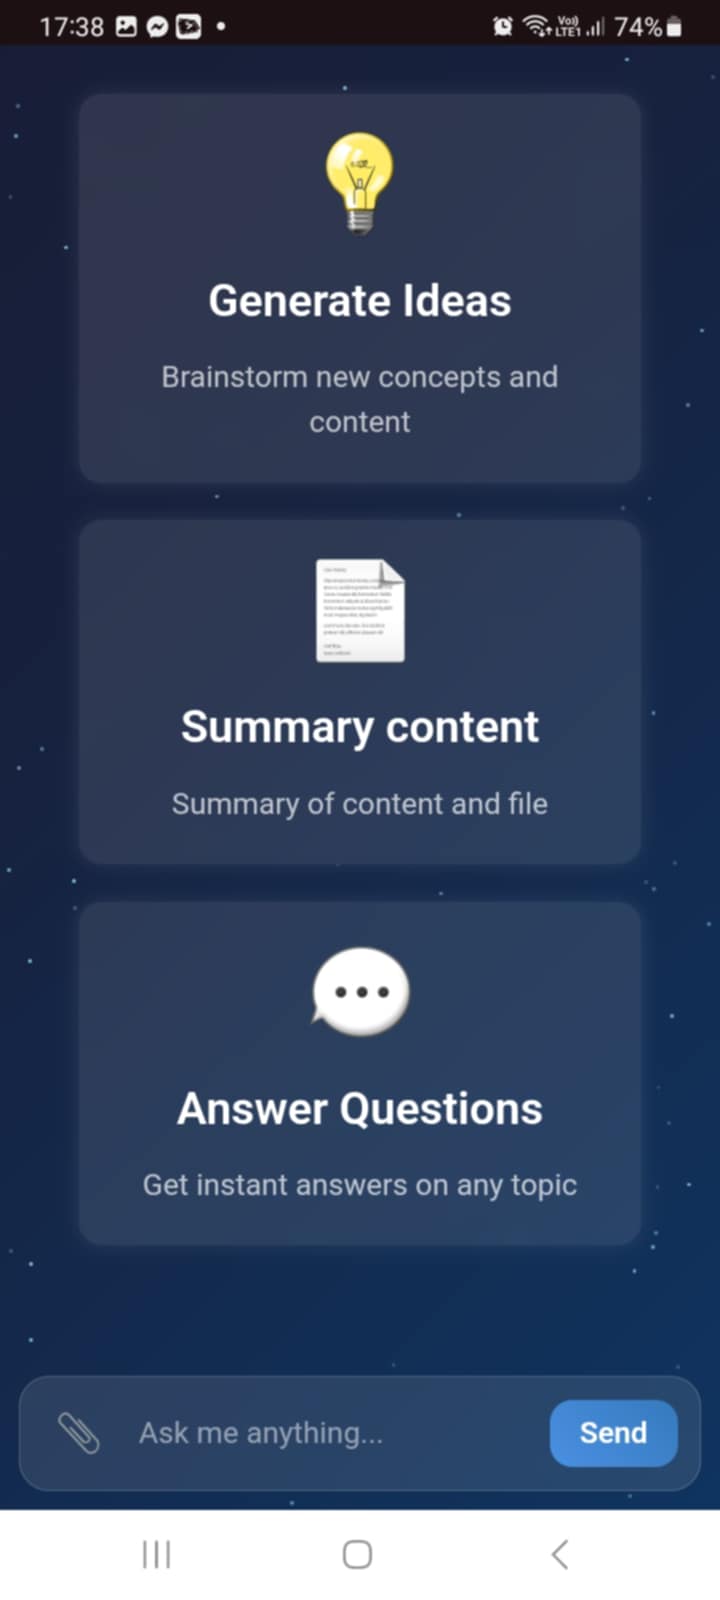 17:38
Vo))
LTE1
74%
Generate Ideas
Brainstorm new concepts and
content
Summary content
Summary of content and file
Answer Questions
Get instant answers on any topic
Ask me anything...
Send